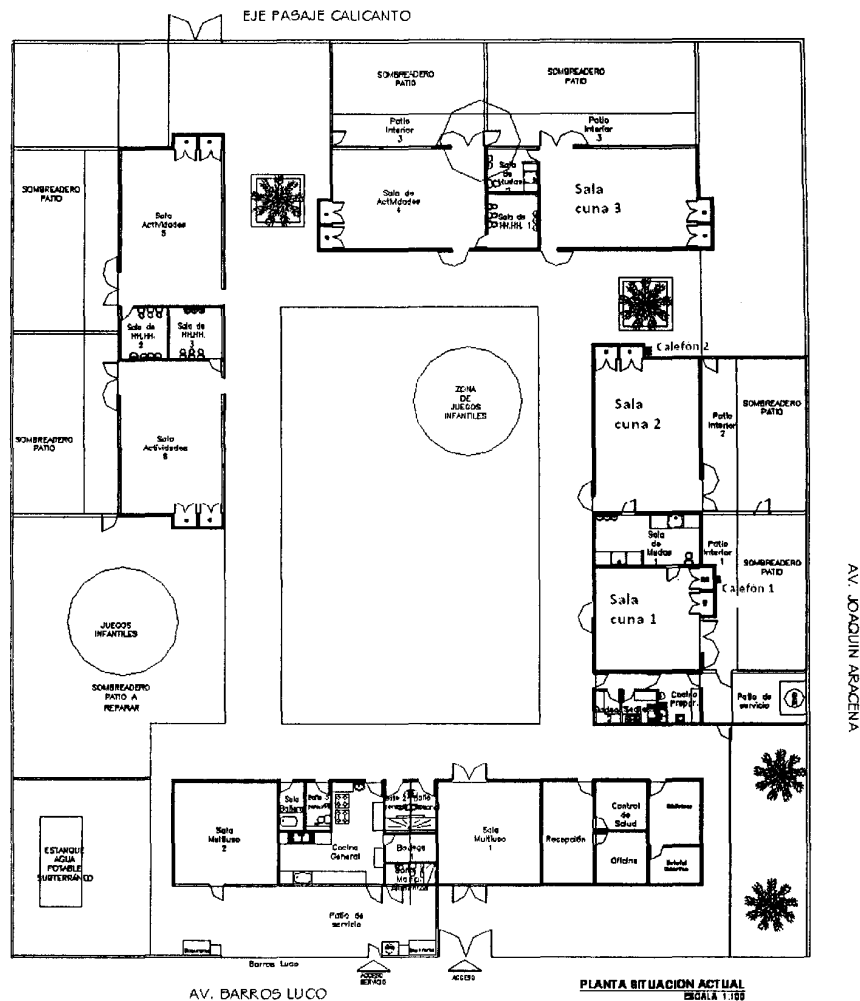 EJE PASAJE CALICANTO
SOMBREADERO
PATIO
SOMBREADERO
PATIO
Patio
Interior
3
Patio
Interior
3
SOMBREADERO
PATIO
Sala
Actividades
5
Sala de
Actividades
4
Sala
de
Mudas
Sala de
HH.HH. 1
Sala
cuna 3
Sala de
HH.HH.
2
Sala de
HH.HH.
3
Calefón 2
ZONA
DE
JUEGOS
INFANTILES
Sala
cuna 2
Patio
Interior
2
SOMBREADERO
PATIO
SOMBREADERO
PATIO
Sala
Actividades
6
Sala
de
Mudas
1
Patio
Interior
1
SOMBREADERO
PATIO
Sala
cuna 1
Calefón 1
AV. JOAQUIN ARACENA
JUEGOS
INFANTILES
SOMBREADERO
PATIO A
REPARAR
Patio de
servicio
Sala
Multiuso
2
Sala
Cocina
General
Bodega
Sala
Multiuso
1
Recepción
Control
de
Salud
Oficina
ESTANQUE
AGUA
POTABLE
SUBTERRÁNEO
Patio de
servicio
Barros Luco
ACCESO
SERVICIO
ACCESO
AV. BARROS LUCO
PLANTA SITUACION ACTUAL
ESCALA 1:100